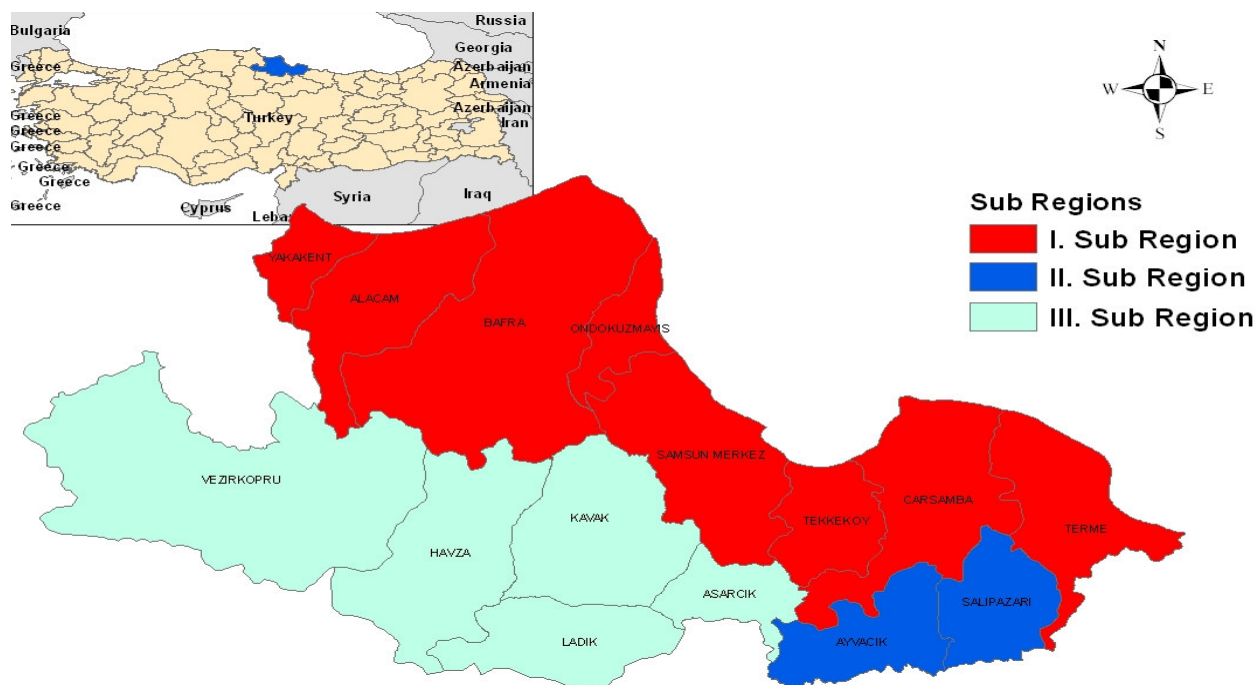 Russia
Bulgaria
Georgia
Greece
Azerbaijan
Armenia
Turkey
Azerbaijan
Greece
Iran
Greece
Greece
Greece
Greece
Greece
Cyprus
Syria
Iraq
Leba
N
W
E
S
Sub Regions
I. Sub Region
II. Sub Region
III. Sub Region
YAKAKENT
ALACAM
BAFRA
ONDOKUZMAYIS
SAMSUN MERKEZ
VEZIRKOPRU
HAVZA
KAVAK
TEKKEKOY
CARSAMBA
TERME
ASARCIK
LADIK
AYVACIK
SALIPAZARI